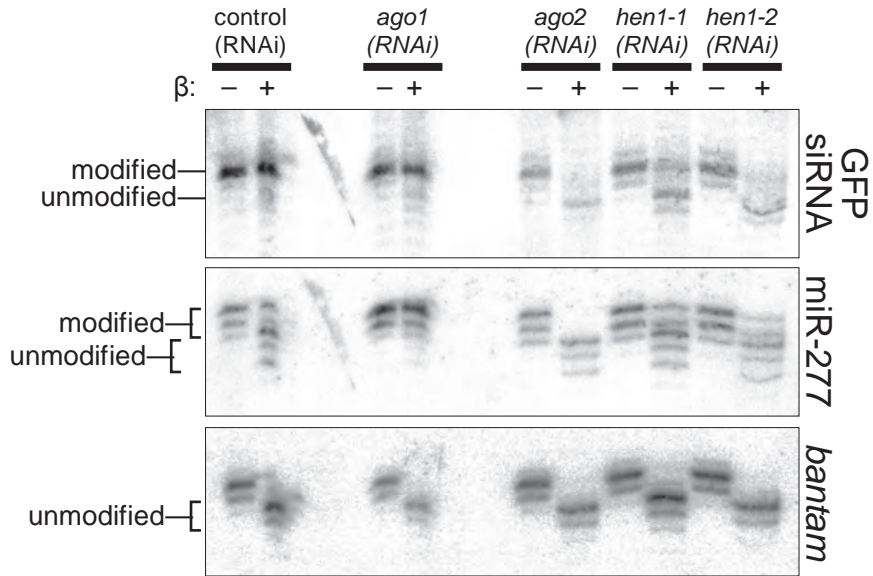 control ago1 ago2 hen1-1 hen1-2
(RNAi) (RNAi) (RNAi) (RNAi) (RNAi)
β: – + – + – + – + – +
modified
unmodified
GFP
siRNA
modified
unmodified
miR-277
unmodified
bantam